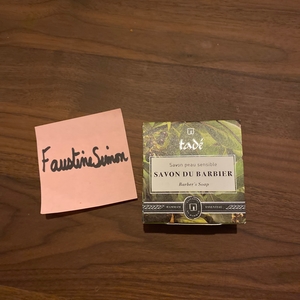 FaustineSimon
tadé
Savon peau sensible
SAVON DU BARBIER
Barber's Soap